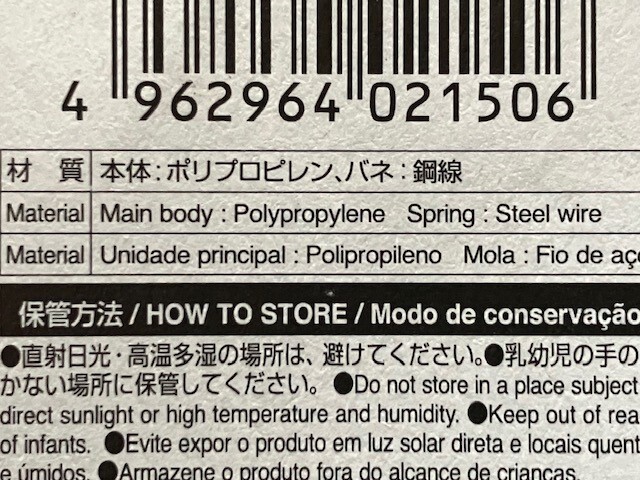 4 962964 021506
材 質 本体:ポリプロピレン、バネ:鋼線
Material Main body : Polypropylene Spring : Steel wire
Material Unidade principal : Polipropileno Mola : Fio de aç
保管方法 / HOW TO STORE / Modo de conservação
●直射日光・高温多湿の場所は、避けてください。●乳幼児の手の
かない場所に保管してください。 ●Do not store in a place subject
direct sunlight or high temperature and humidity. ●Keep out of rea
of infants. ●Evite expor o produto em luz solar direta e locais quent
e úmidos. ●Armazene o produto fora do alcance de crianças.